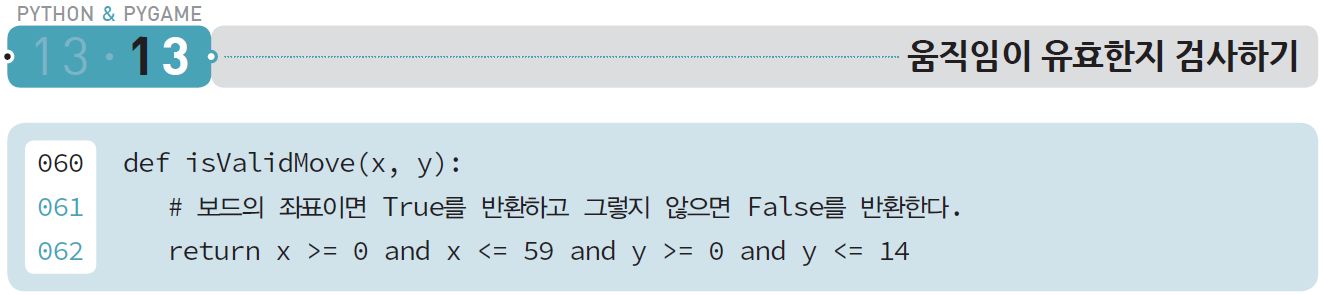 PYTHON & PYGAME
13·13
움직임이 유효한지 검사하기
060 def isValidMove(x, y):
061 # 보드의 좌표이면 True를 반환하고 그렇지 않으면 False를 반환한다.
062 return x >= 0 and x <= 59 and y >= 0 and y <= 14